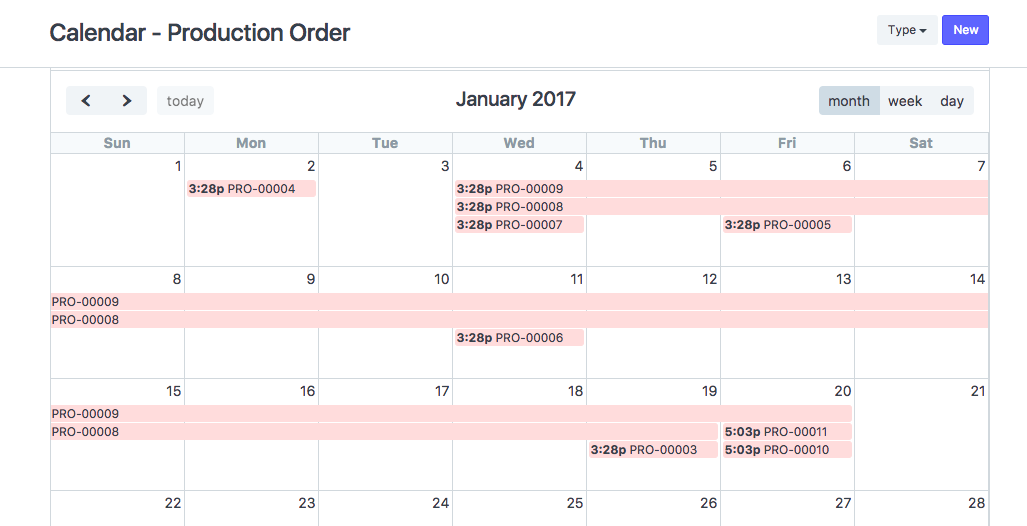 Calendar - Production Order
Type
New
today
January 2017
month week day
Sun Mon Tue Wed Thu Fri Sat
1 2 3 4 5 6 7
3:28p PRO-00004 3:28p PRO-00009
3:28p PRO-00008
3:28p PRO-00007 3:28p PRO-00005
8 9 10 11 12 13 14
PRO-00009
PRO-00008
3:28p PRO-00006
15 16 17 18 19 20 21
PRO-00009
PRO-00008 5:03p PRO-00011
3:28p PRO-00003 5:03p PRO-00010
22 23 24 25 26 27 28